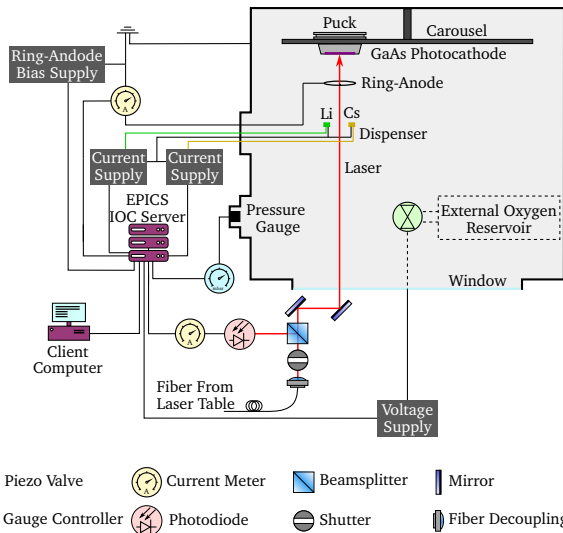 Puck
Carousel
GaAs Photocathode
Ring-Andode
Bias Supply
A
Ring-Anode
Li
Cs
Dispenser
Current
Supply
Current
Supply
Laser
EPICS
IOC Server
Pressure
Gauge
External Oxygen
Reservoir
mbar
Window
Client
Computer
A
Fiber From
Laser Table
Voltage
Supply
Piezo Valve
A
Current Meter
Beamsplitter
Mirror
Gauge Controller
Photodiode
Shutter
Fiber Decoupling